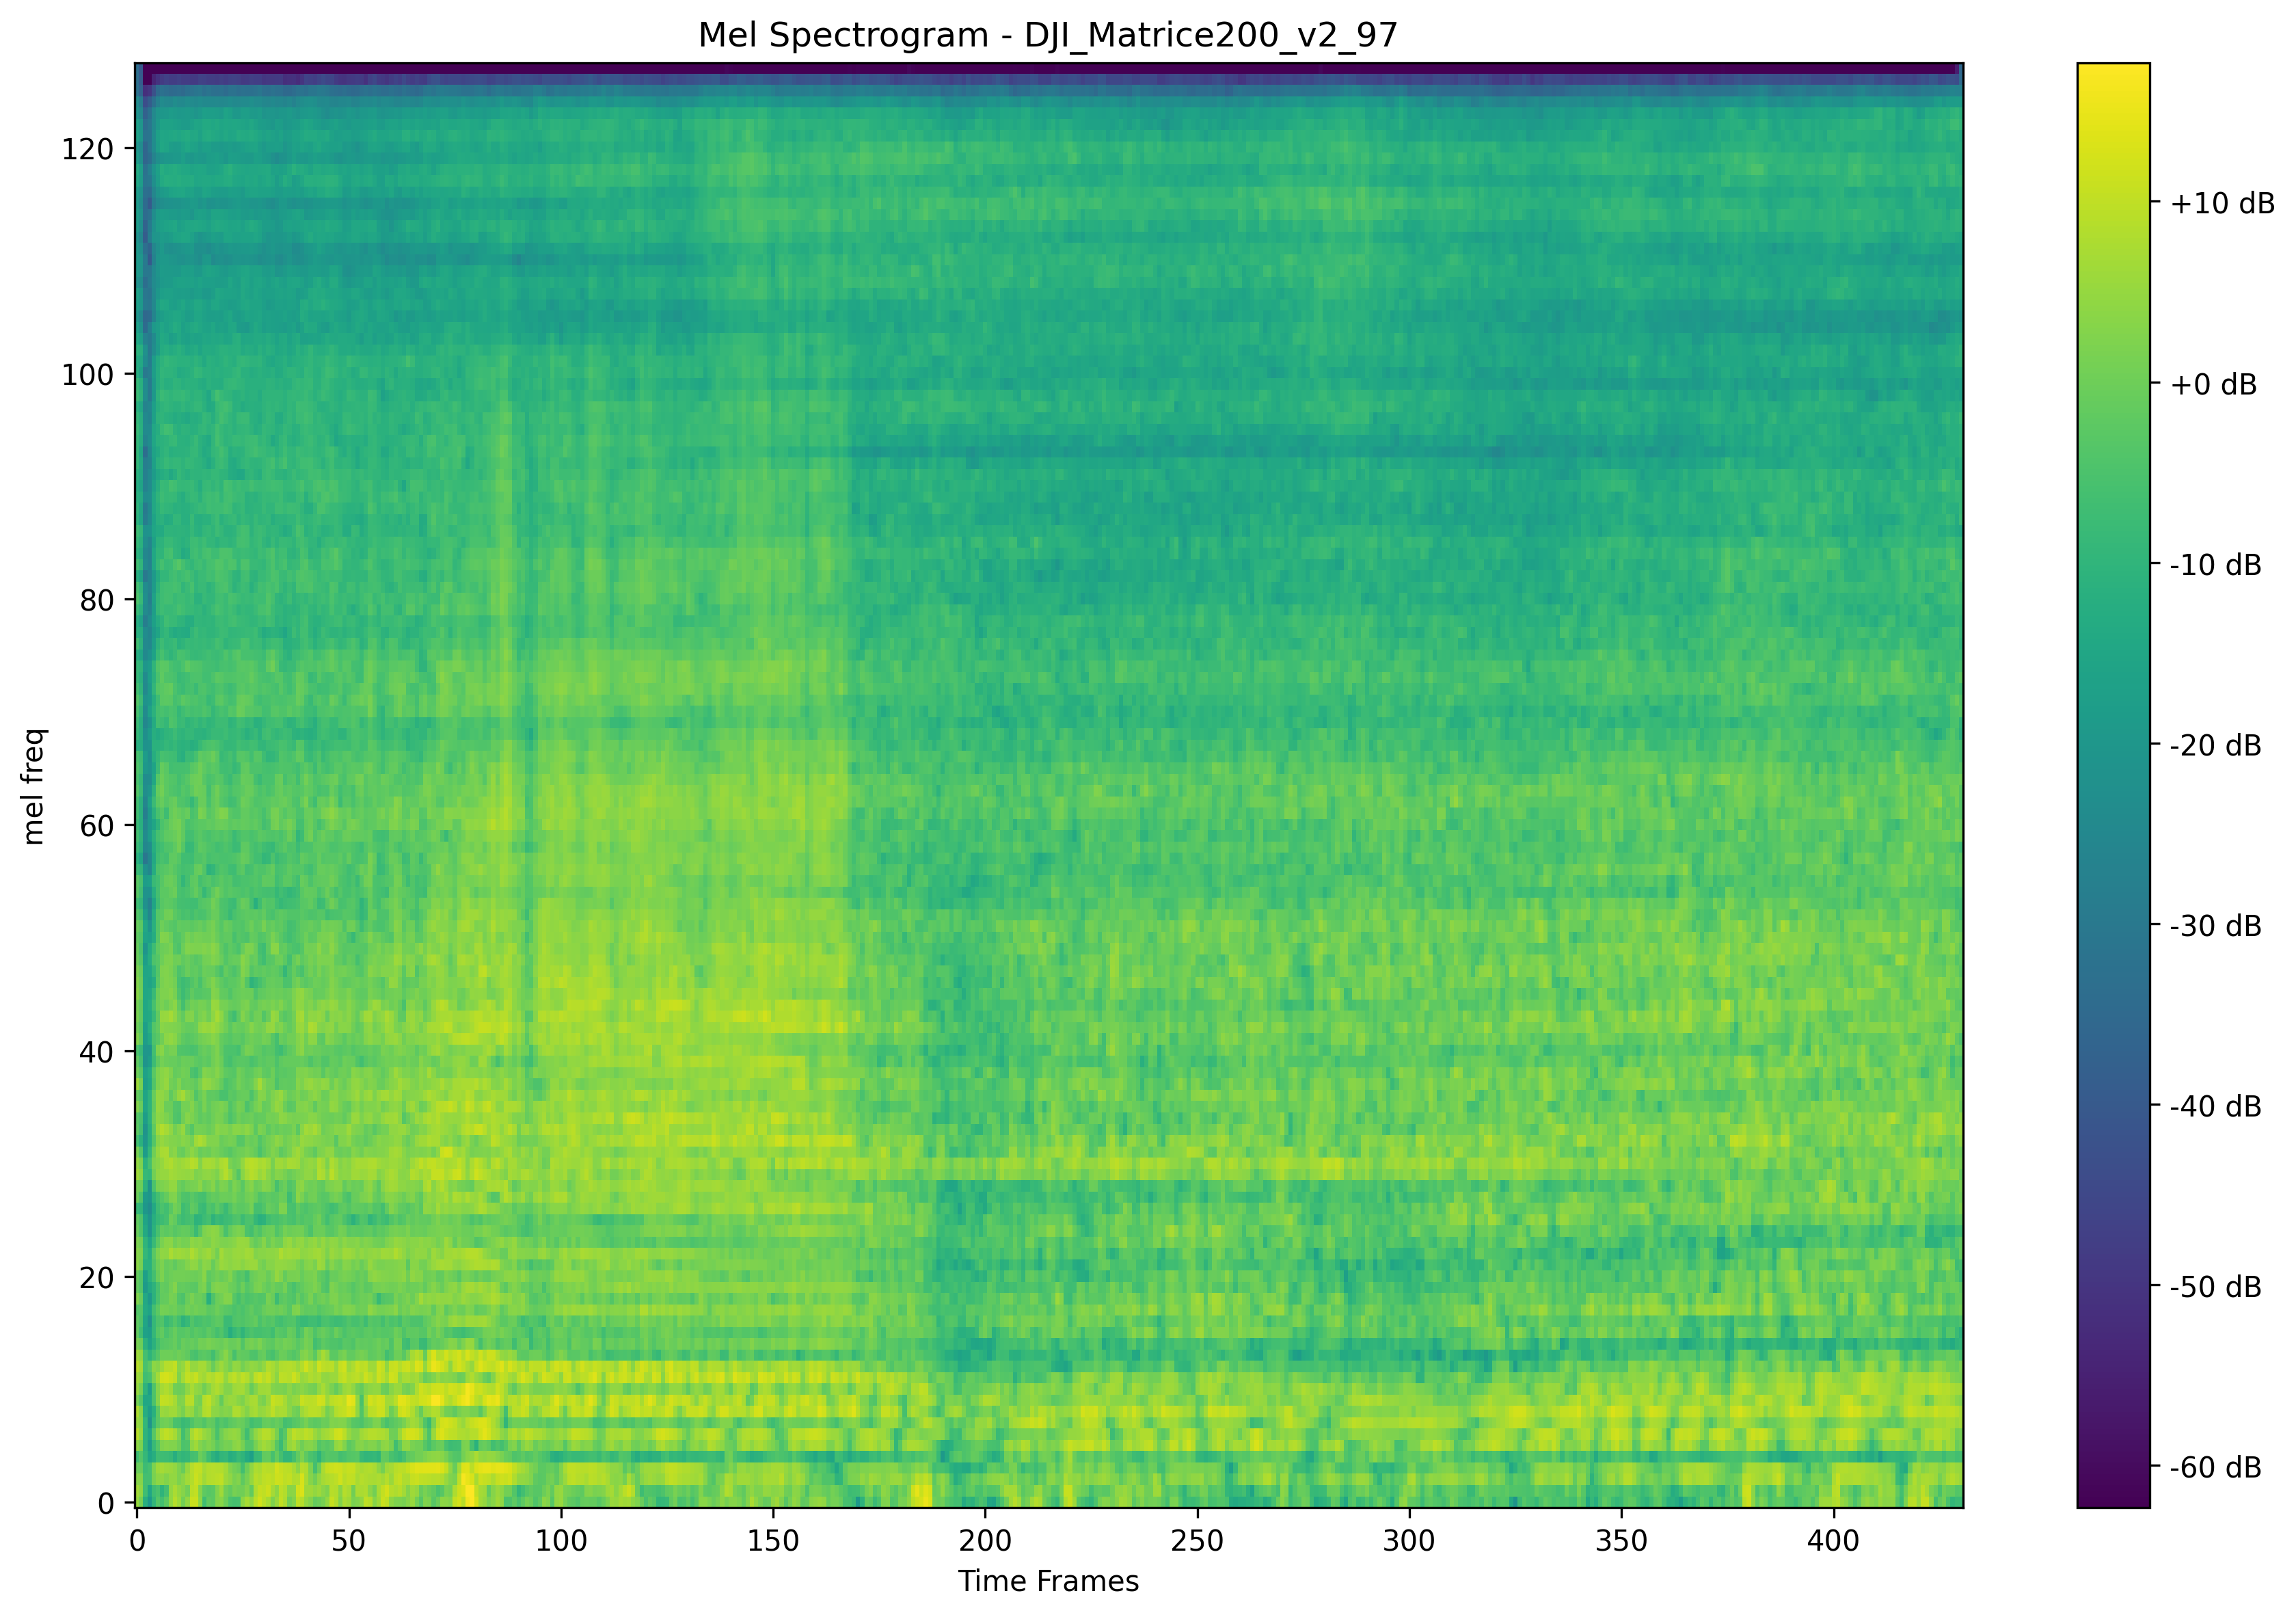 Mel Spectrogram - DJI_Matrice200_v2_97
mel freq
120
100
80
60
40
20
0
0 50 100 150 200 250 300 350 400
Time Frames
+10 dB
+0 dB
-10 dB
-20 dB
-30 dB
-40 dB
-50 dB
-60 dB